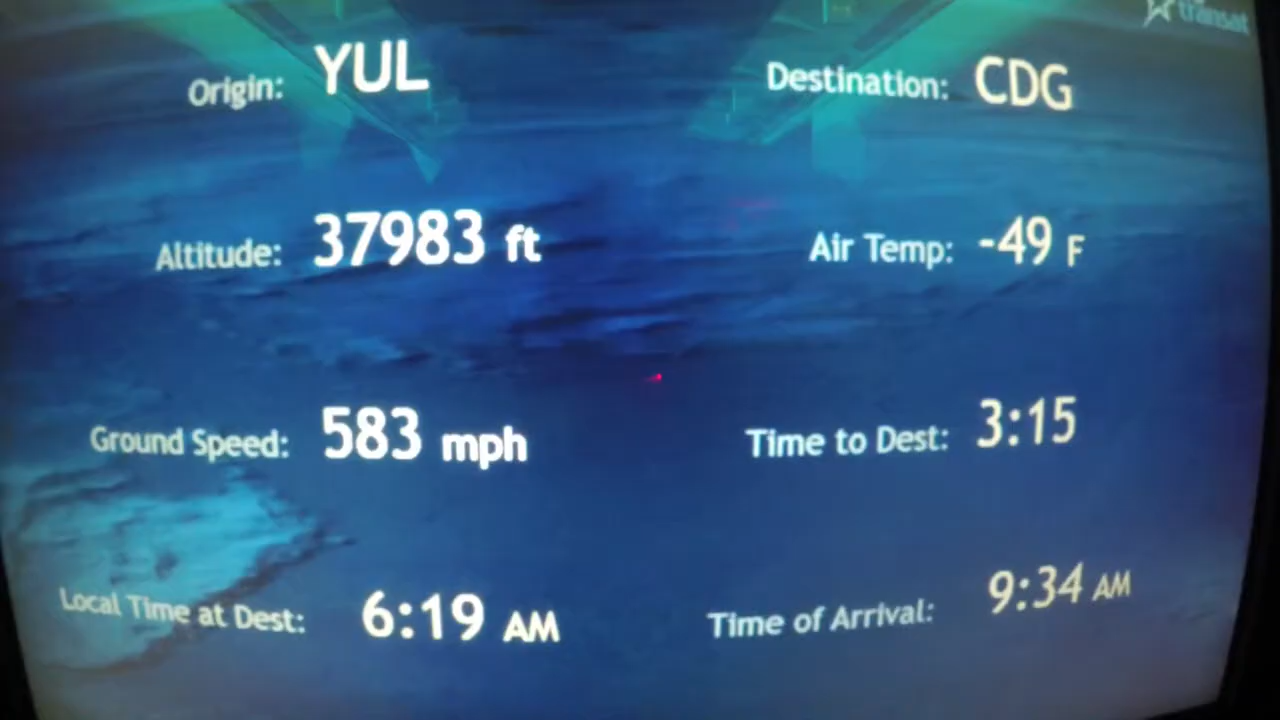 transat
Origin: YUL
Destination: CDG
Altitude: 37983 ft
Air Temp: -49 F
Ground Speed: 583 mph
Time to Dest: 3:15
Local Time at Dest: 6:19 AM
Time of Arrival: 9:34 AM